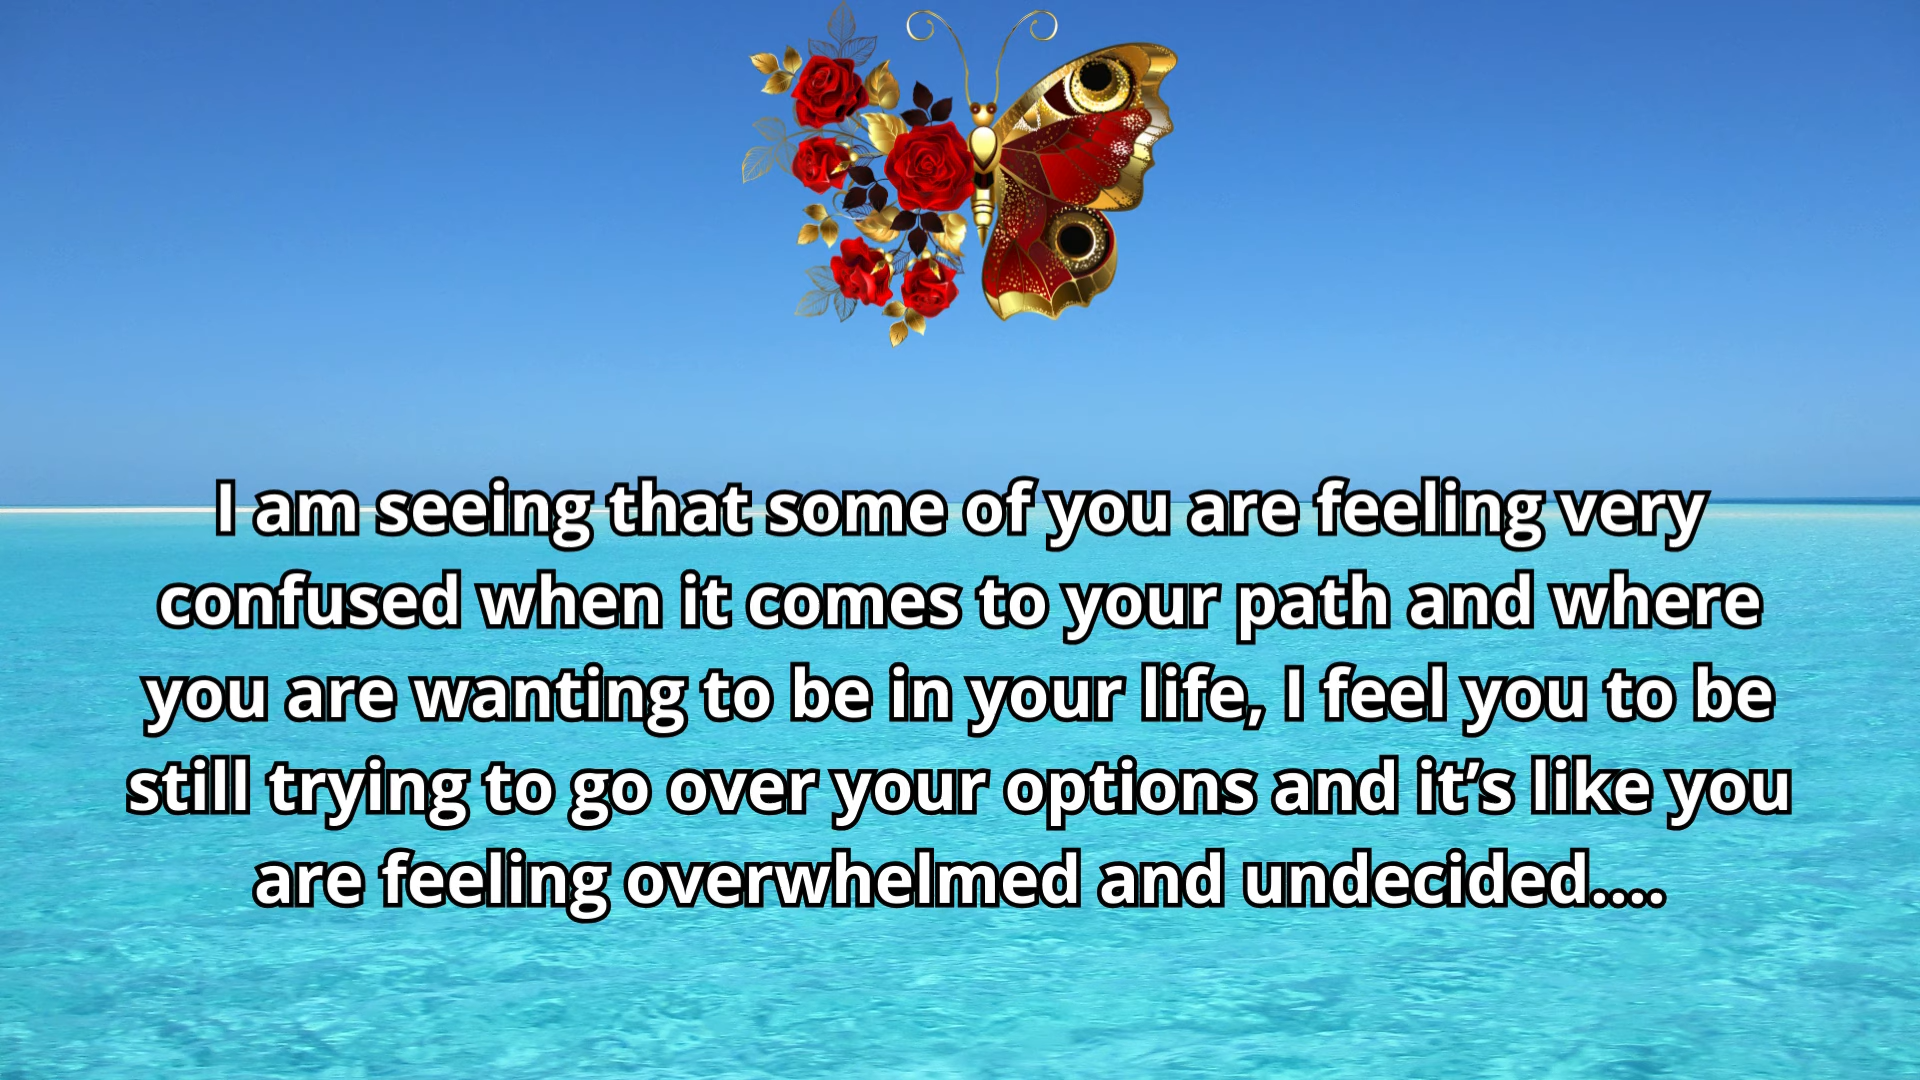 I am seeing that some of you are feeling very
confused when it comes to your path and where
you are wanting to be in your life, I feel you to be
still trying to go over your options and it’s like you
are feeling overwhelmed and undecided....